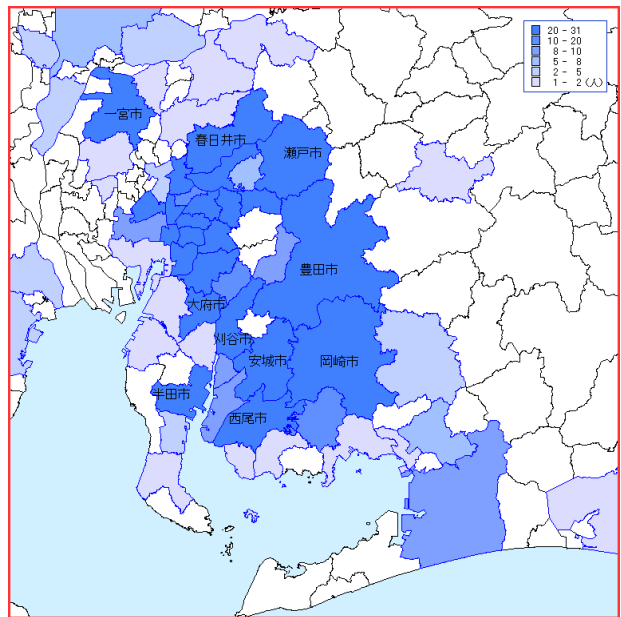 20 - 31
10 - 20
8 - 10
5 - 8
2 - 5
1 - 2 (人)
一宮市
春日井市
瀬戸市
豊田市
大府市
刈谷市
安城市
岡崎市
半田市
西尾市